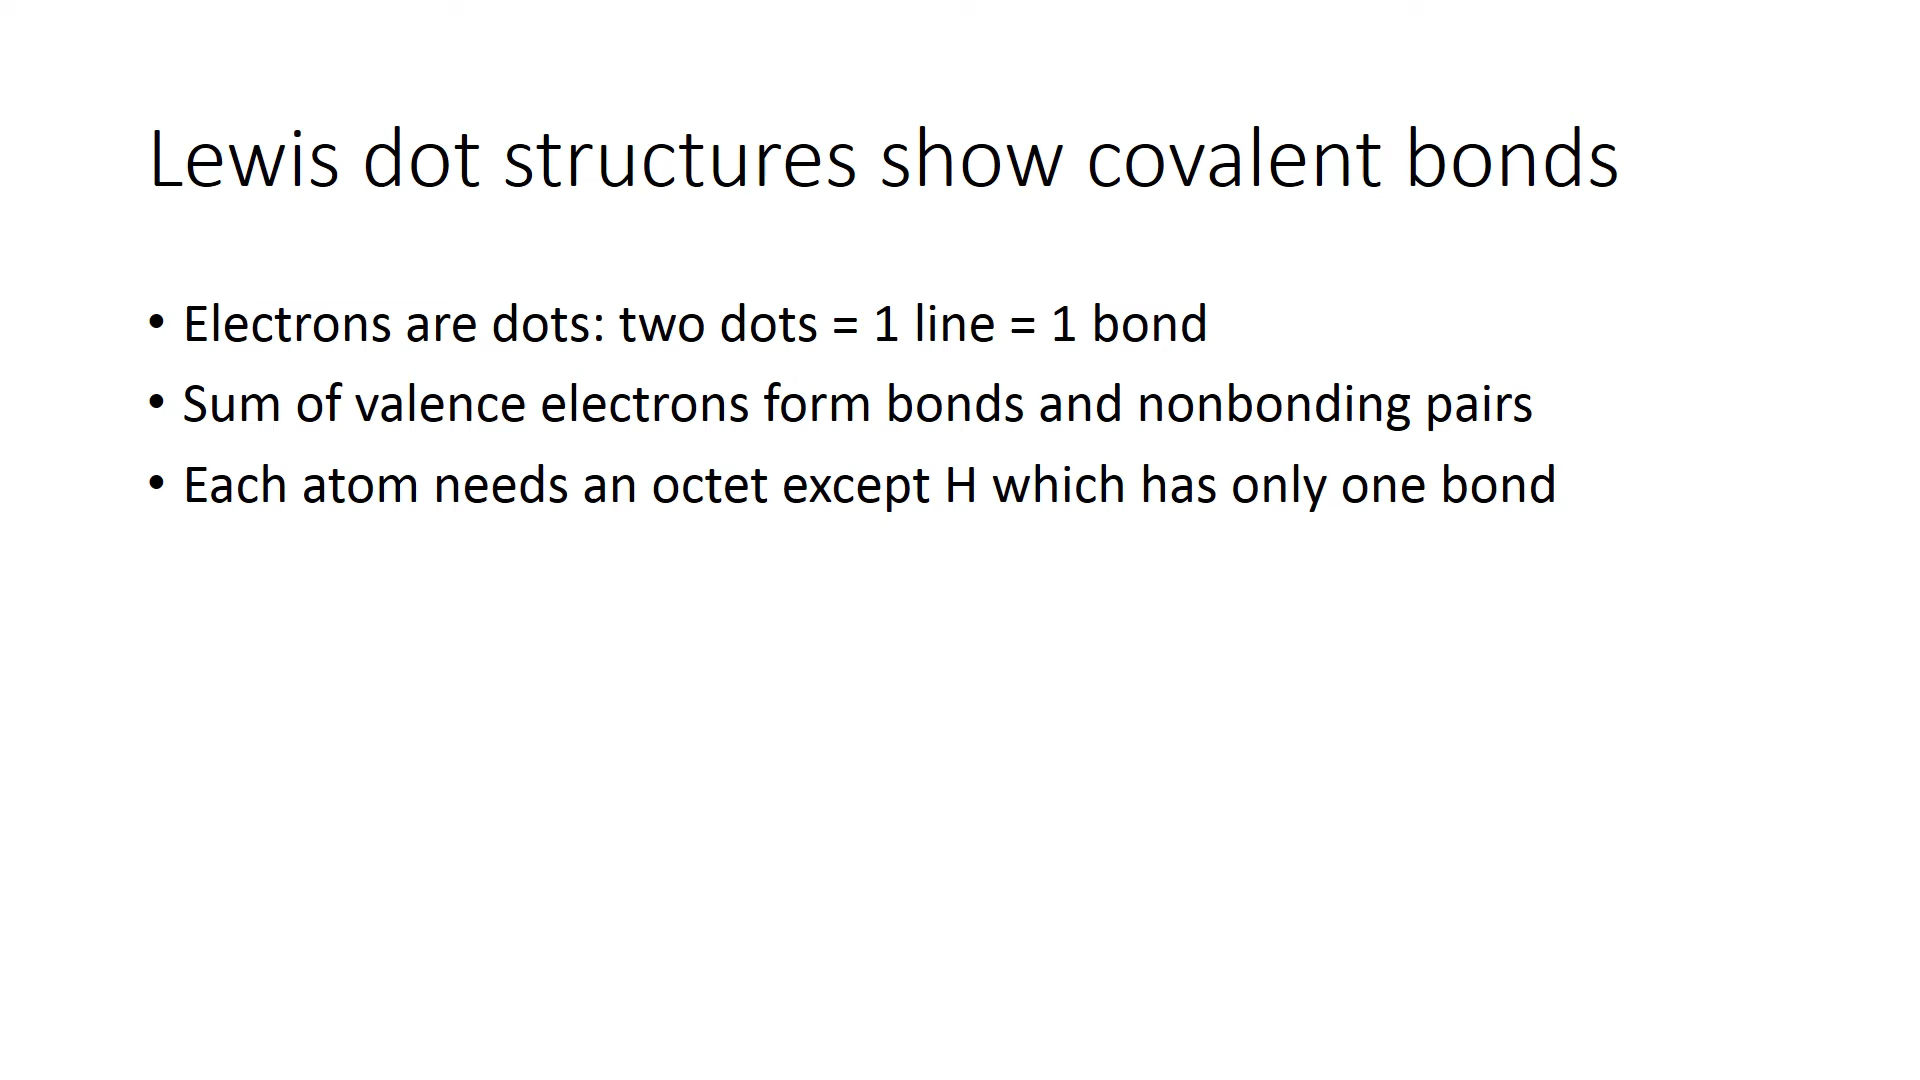 Lewis dot structures show covalent bonds
• Electrons are dots: two dots = 1 line = 1 bond
• Sum of valence electrons form bonds and nonbonding pairs
• Each atom needs an octet except H which has only one bond